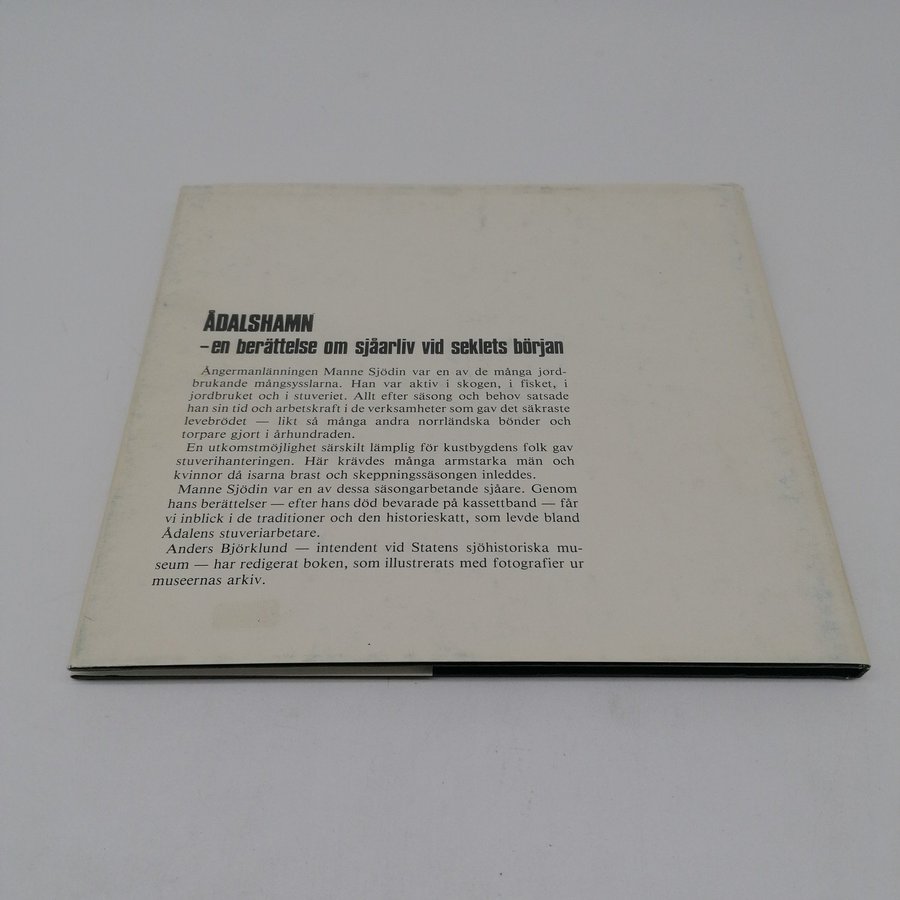 ÅDALSHAMN
– en berättelse om sjåarliv vid seklets början
Ångermanlänningen Manne Sjödin var en av de många jord-
brukande mångsysslarna. Han var aktiv i skogen, i fisket, i
jordbruket och i stuveriet. Allt efter säsong och behov satsade
han sin tid och arbetskraft i de verksamheter som gav det säkraste
levebrödet — likt så många andra norrländska bönder och
torpare gjort i århundraden.
En utkomstmöjlighet särskilt lämplig för kustbygdens folk gav
stuverihanteringen. Här krävdes många armstarka män och
kvinnor då isarna brast och skeppningssäsongen inleddes.
Manne Sjödin var en av dessa säsongarbetande sjåare. Genom
hans berättelser — efter hans död bevarade på kassettband — får
vi inblick i de traditioner och den historieskatt, som levde bland
Ådalens stuveriarbetare.
Anders Björklund — intendent vid Statens sjöhistoriska mu-
seum — har redigerat boken, som illustrerats med fotografier ur
museernas arkiv.